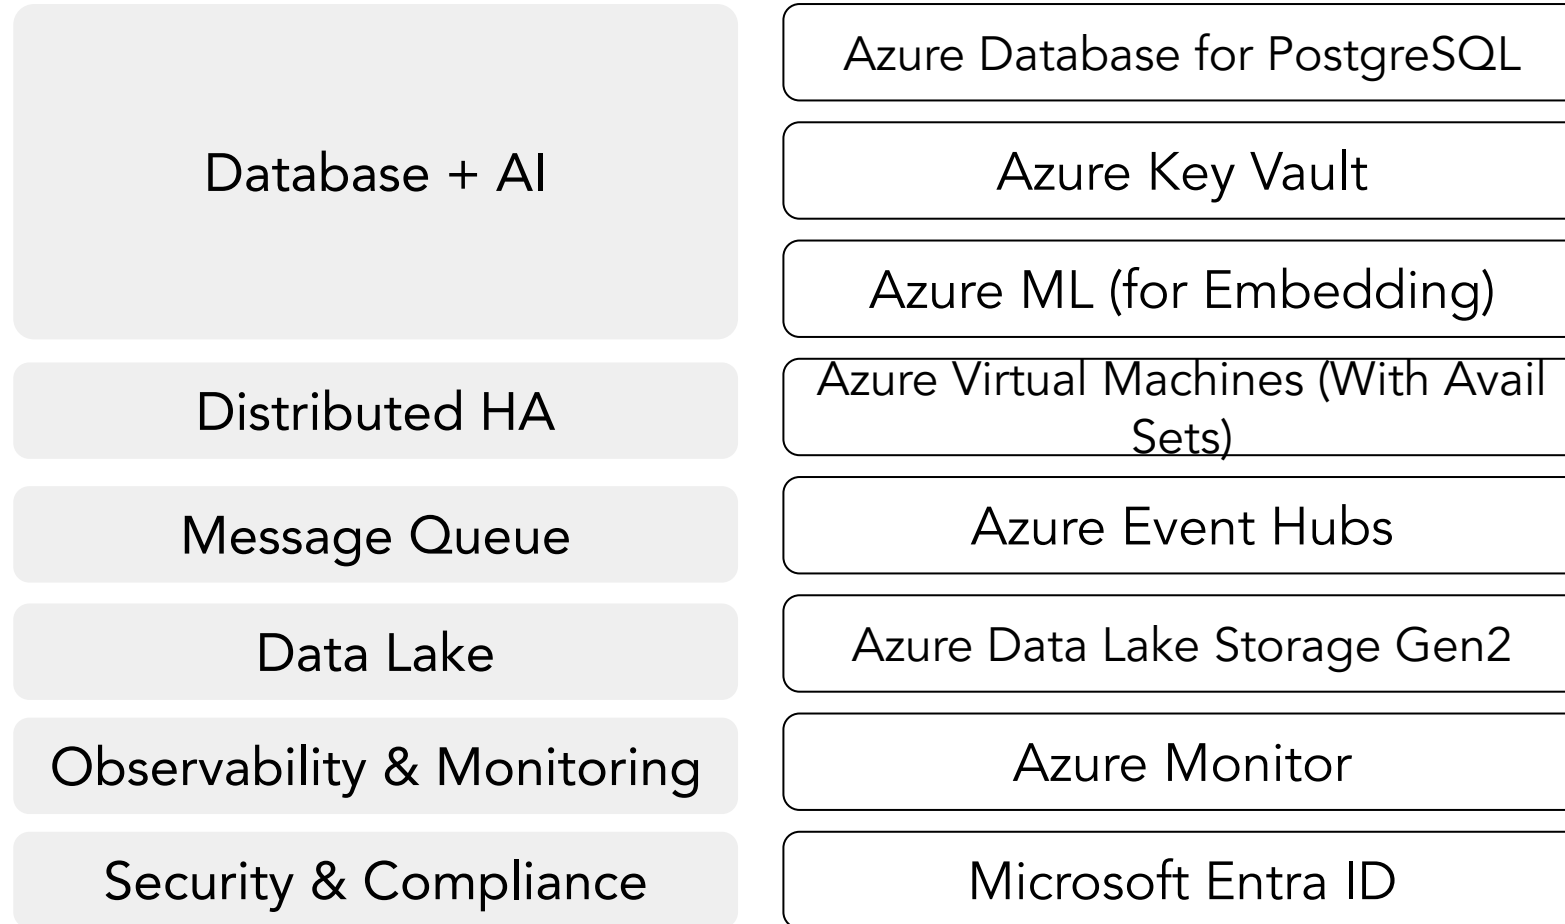 Database + AI
Azure Database for PostgreSQL
Azure Key Vault
Azure ML (for Embedding)
Distributed HA
Azure Virtual Machines (With Avail
Sets)
Message Queue
Azure Event Hubs
Data Lake
Azure Data Lake Storage Gen2
Observability & Monitoring
Azure Monitor
Security & Compliance
Microsoft Entra ID